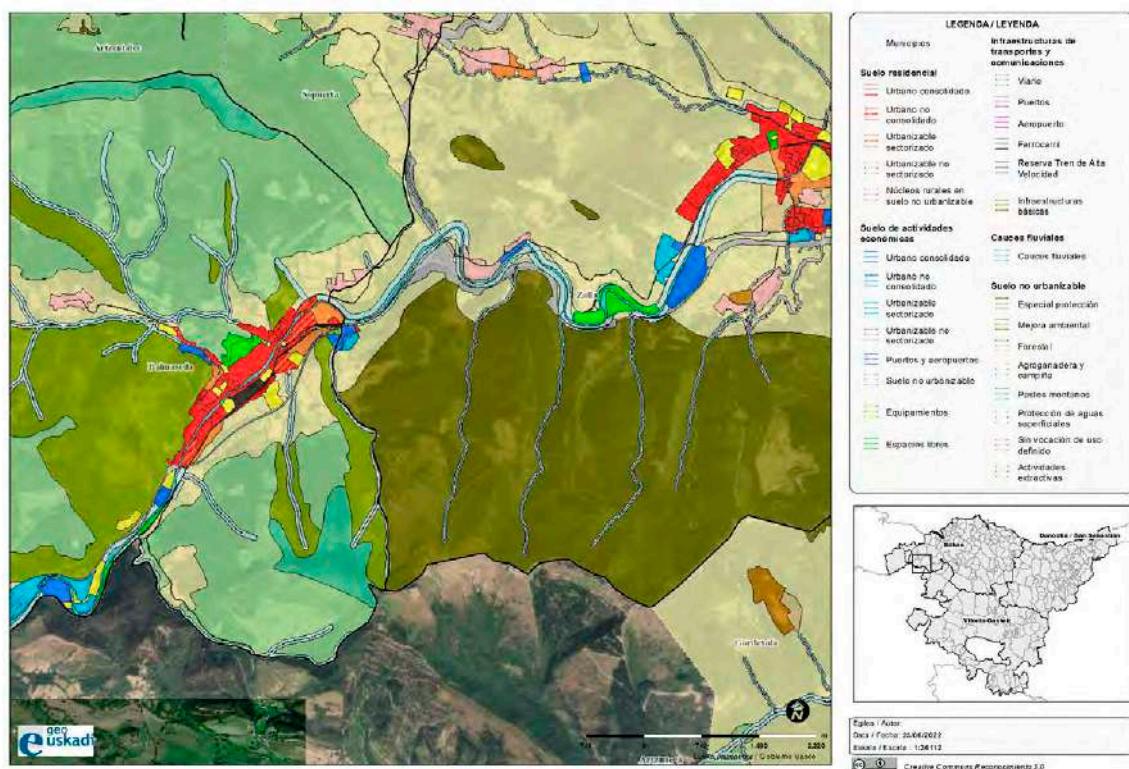 Sopuerta
Zalla
Balmaseda
Gordexola
geo
euskadi
N
m
LEGENDA / LEYENDA
Municipios
Suelo residencial
Urbano consolidado
Urbano no
consolidado
Urbanizable
sectorizado
Urbanizable no
sectorizado
Núcleos rurales en
suelo no urbanizable
Suelo de actividades
económicas
Urbano consolidado
Urbano no
consolidado
Urbanizable
sectorizado
Urbanizable no
sectorizado
Puertos y aeropuertos
Suelo no urbanizable
Equipamientos
Espacios libres
Infraestructuras de
transportes y
comunicaciones
Viario
Puertos
Aeropuerto
Ferrocarril
Reserva Tren de Alta
Velocidad
Infraestructuras
básicas
Cauces fluviales
Cauces fluviales
Suelo no urbanizable
Especial protección
Mejora ambiental
Forestal
Agroganadera y
campiña
Pastos montanos
Protección de aguas
superficiales
Sin vocación de uso
definido
Actividades
extractivas
Bilbao
Donostia / San Sebastián
Vitoria-Gasteiz
Egilea / Autor:
Data / Fecha: 23/06/2022
Eskala / Escala : 1:36112
cc
Creative Commons Reconocimiento 3.0